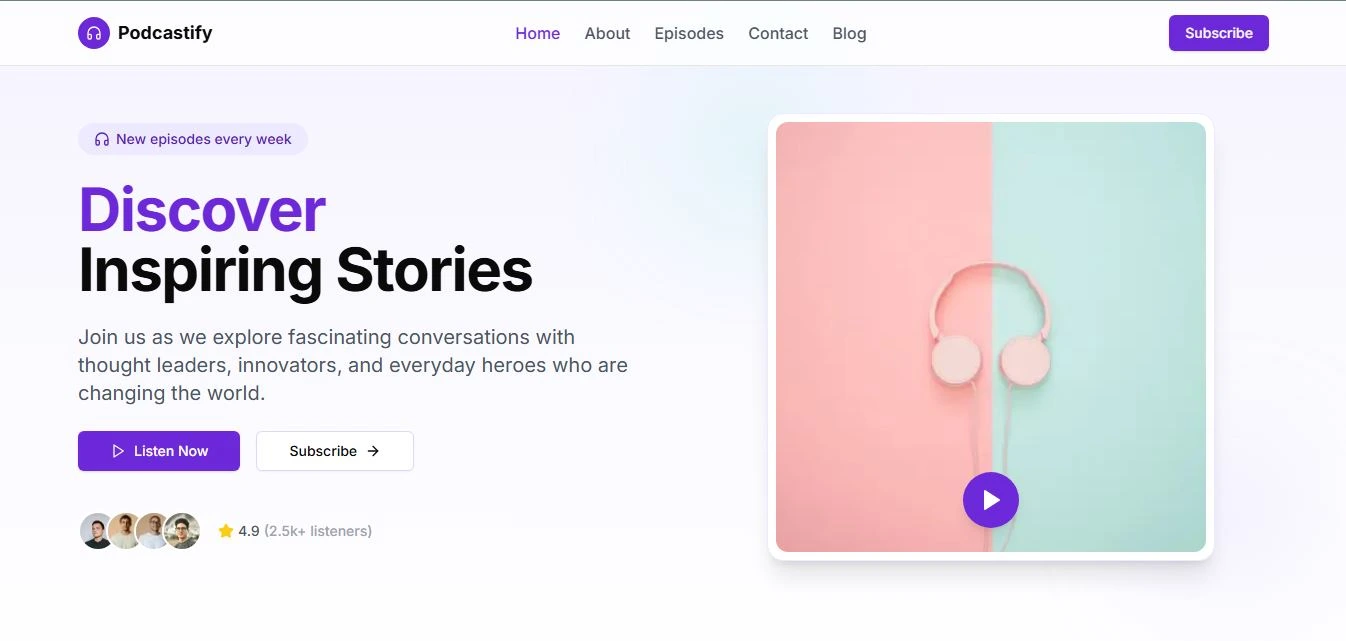 Podcastify
Home About Episodes Contact Blog
Subscribe
New episodes every week
Discover
Inspiring Stories
Join us as we explore fascinating conversations with
thought leaders, innovators, and everyday heroes who are
changing the world.
Listen Now
Subscribe →
4.9 (2.5k+ listeners)